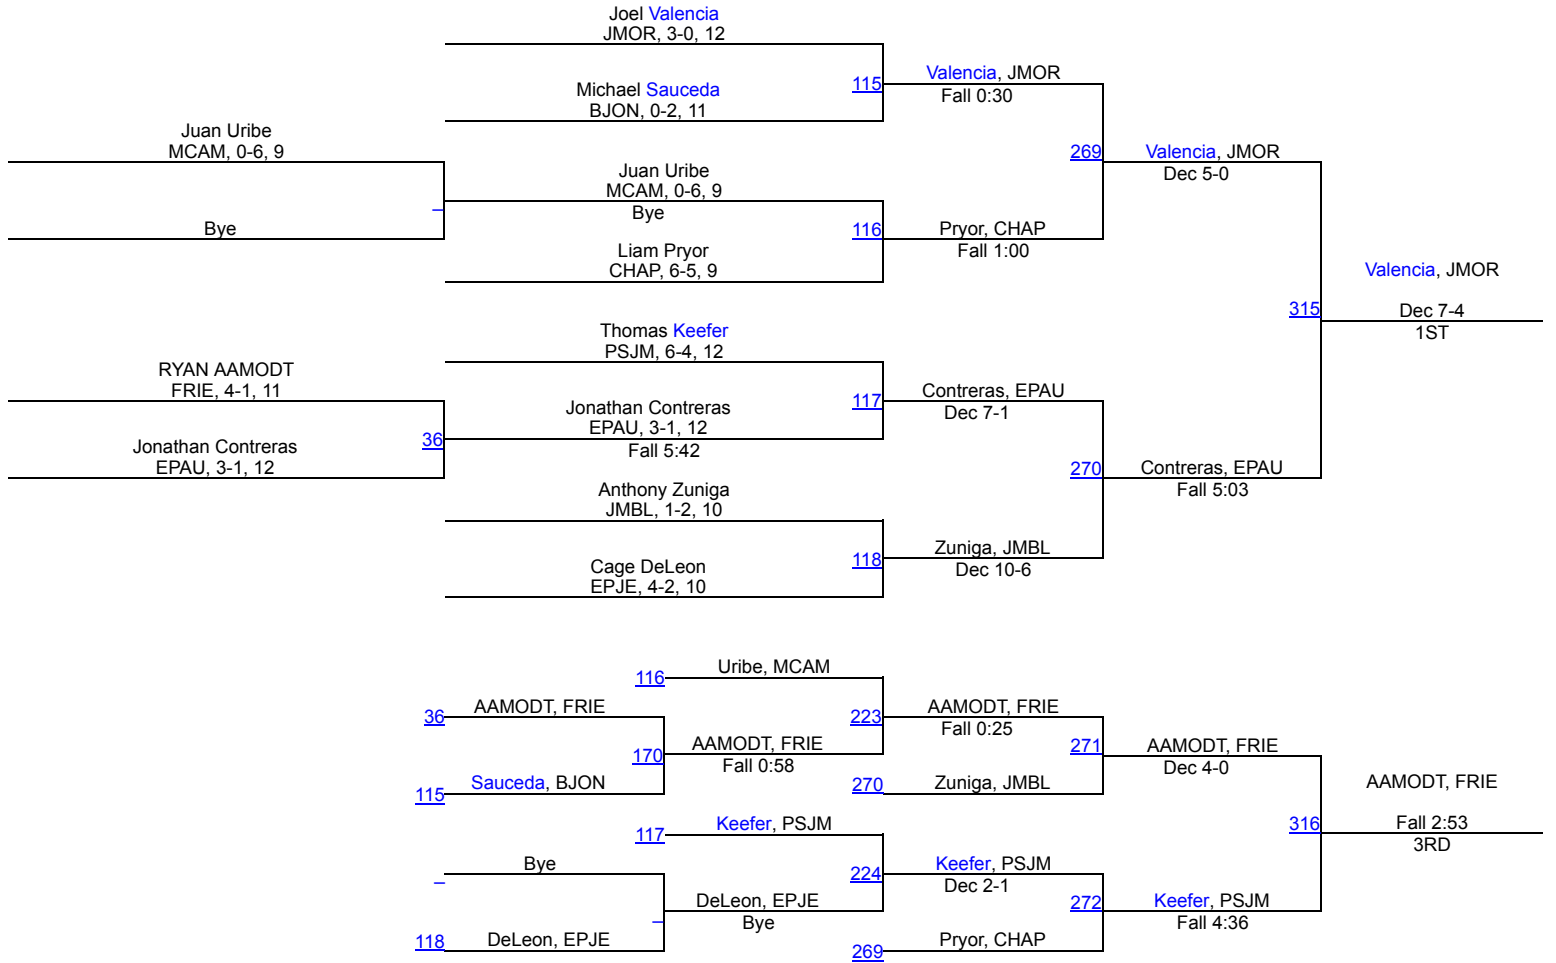 Joel Valencia
JMOR, 3-0, 12
115
Valencia, JMOR
Fall 0:30
Michael Sauceda
BJON, 0-2, 11
Juan Uribe
MCAM, 0-6, 9
269
Valencia, JMOR
Dec 5-0
Juan Uribe
MCAM, 0-6, 9
Bye
Bye
116
Pryor, CHAP
Fall 1:00
Liam Pryor
CHAP, 6-5, 9
Valencia, JMOR
315
Dec 7-4
1ST
Thomas Keefer
PSJM, 6-4, 12
RYAN AAMODT
FRIE, 4-1, 11
117
Contreras, EPAU
Dec 7-1
Jonathan Contreras
EPAU, 3-1, 12
Fall 5:42
36
Jonathan Contreras
EPAU, 3-1, 12
270
Contreras, EPAU
Fall 5:03
Anthony Zuniga
JMBL, 1-2, 10
118
Zuniga, JMBL
Dec 10-6
Cage DeLeon
EPJE, 4-2, 10
116
Uribe, MCAM
36
AAMODT, FRIE
223
AAMODT, FRIE
Fall 0:25
170
AAMODT, FRIE
Fall 0:58
271
AAMODT, FRIE
Dec 4-0
115
Sauceda, BJON
270
Zuniga, JMBL
AAMODT, FRIE
316
Fall 2:53
3RD
117
Keefer, PSJM
Bye
224
Keefer, PSJM
Dec 2-1
DeLeon, EPJE
Bye
272
Keefer, PSJM
Fall 4:36
118
DeLeon, EPJE
269
Pryor, CHAP